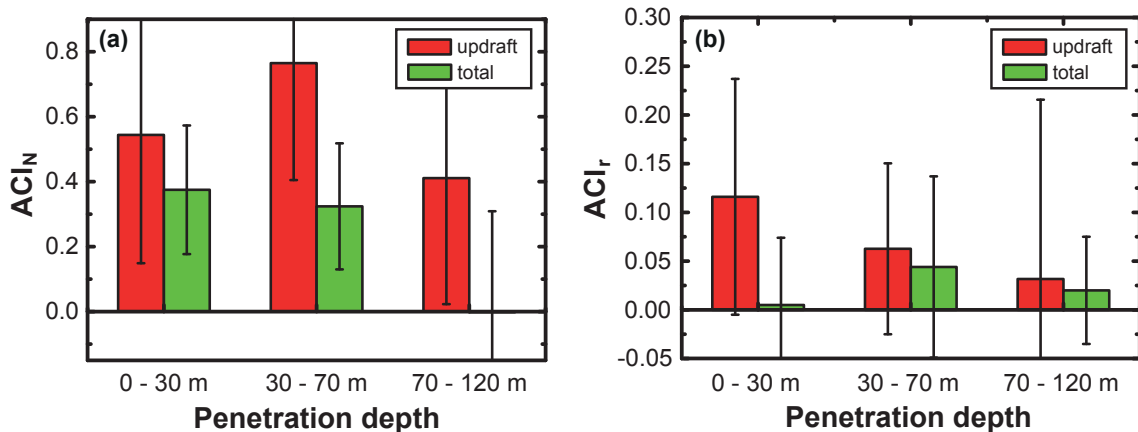 (a)
updraft
total
0.8
0.6
0.4
0.2
0.0
ACI_N
0 - 30 m
30 - 70 m
70 - 120 m
Penetration depth
(b)
updraft
total
0.30
0.25
0.20
0.15
0.10
0.05
0.00
-0.05
ACI_r
0 - 30 m
30 - 70 m
70 - 120 m
Penetration depth